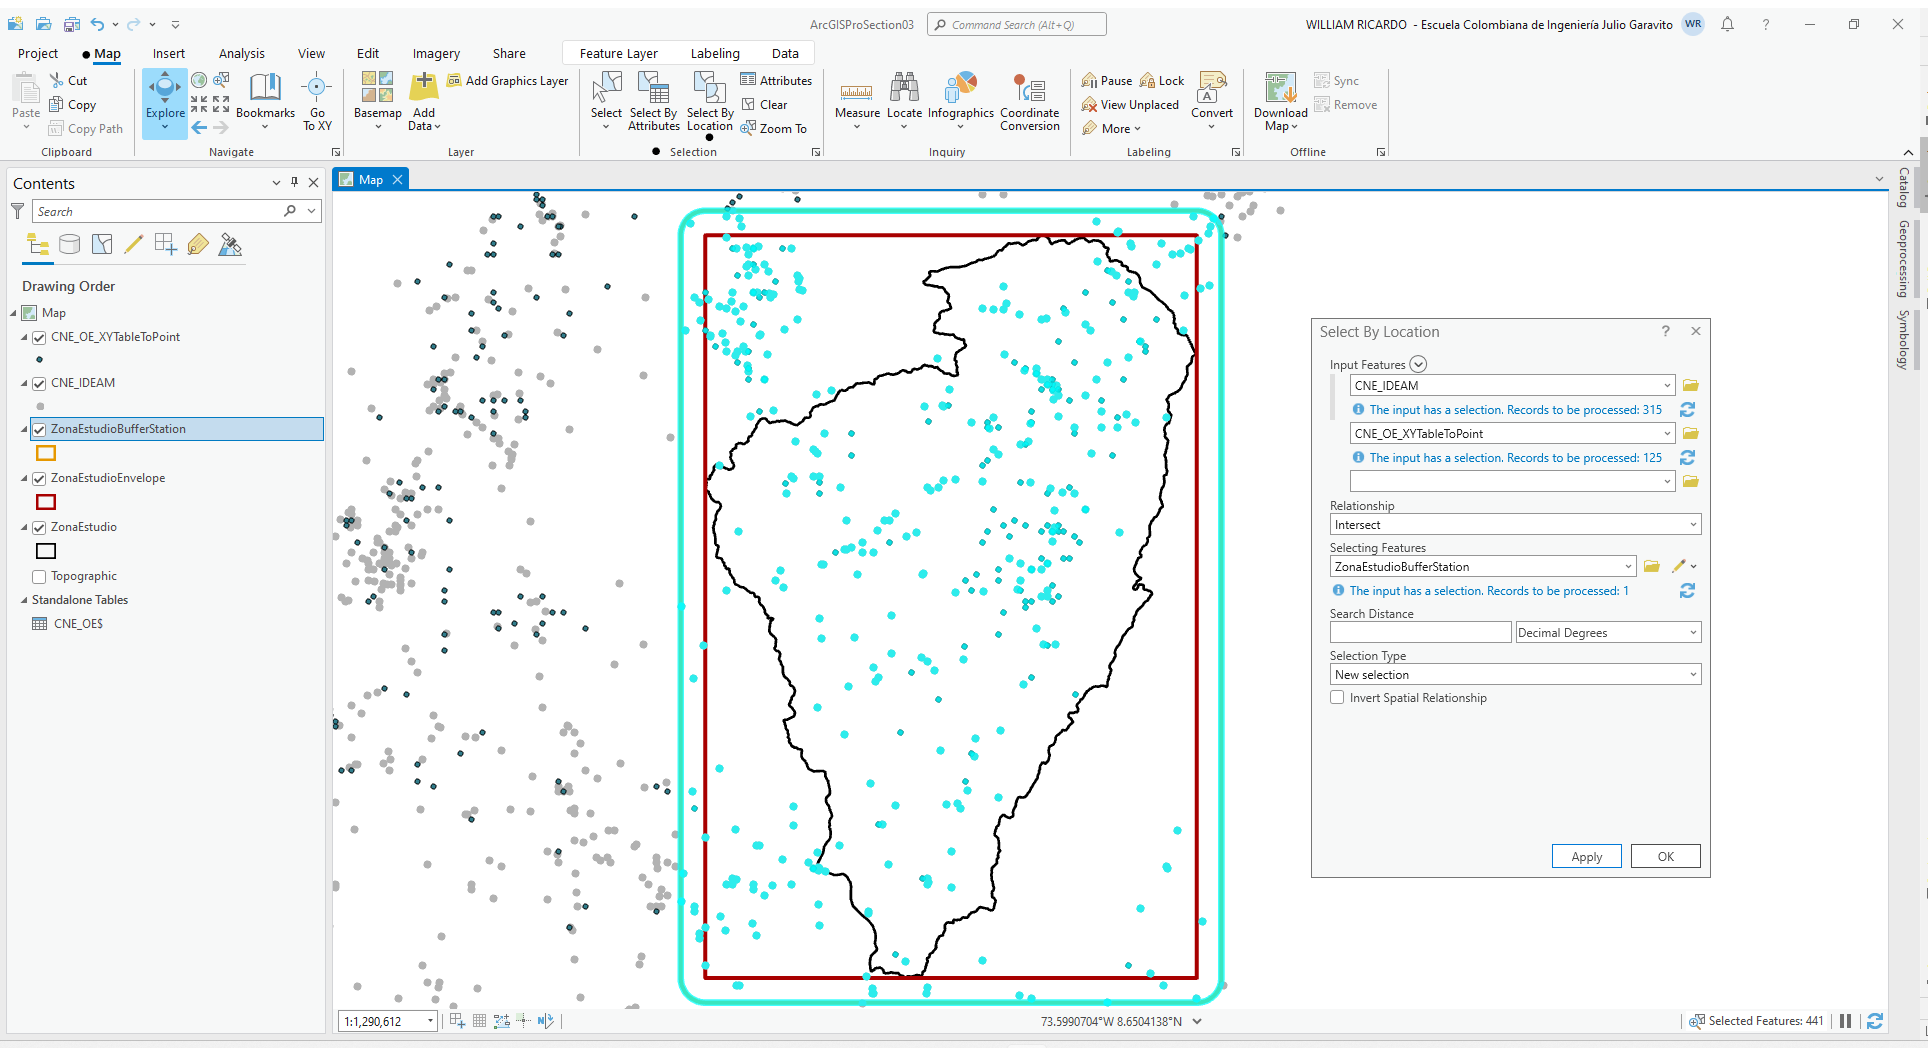 ArcGISProSection03
Command Search (Alt+Q)
WILLIAM RICARDO - Escuela Colombiana de Ingeniería Julio Garavito
WR
?
Project
Map
Insert
Analysis
View
Edit
Imagery
Share
Feature Layer
Labeling
Data
Paste
Cut
Copy
Copy Path
Clipboard
Explore
Bookmarks
Go
To XY
Navigate
Basemap
Add
Data
Add Graphics Layer
Layer
Select
Select By
Attributes
Select By
Location
Attributes
Clear
Zoom To
Selection
Measure
Locate
Infographics
Coordinate
Conversion
Inquiry
Pause
Lock
View Unplaced
More
Convert
Labeling
Download
Map
Sync
Remove
Offline
Contents
Search
Drawing Order
Map
CNE_OE_XYTableToPoint
CNE_IDEAM
ZonaEstudioBufferStation
ZonaEstudioEnvelope
ZonaEstudio
Topographic
Standalone Tables
CNE_OE$
Map
Select By Location
?
Input Features
CNE_IDEAM
The input has a selection. Records to be processed: 315
CNE_OE_XYTableToPoint
The input has a selection. Records to be processed: 125
Relationship
Intersect
Selecting Features
ZonaEstudioBufferStation
The input has a selection. Records to be processed: 1
Search Distance
Decimal Degrees
Selection Type
New selection
Invert Spatial Relationship
Apply
OK
Catalog
Geoprocessing
Symbology
1:1,290,612
73.5990704°W 8.6504138°N
Selected Features: 441